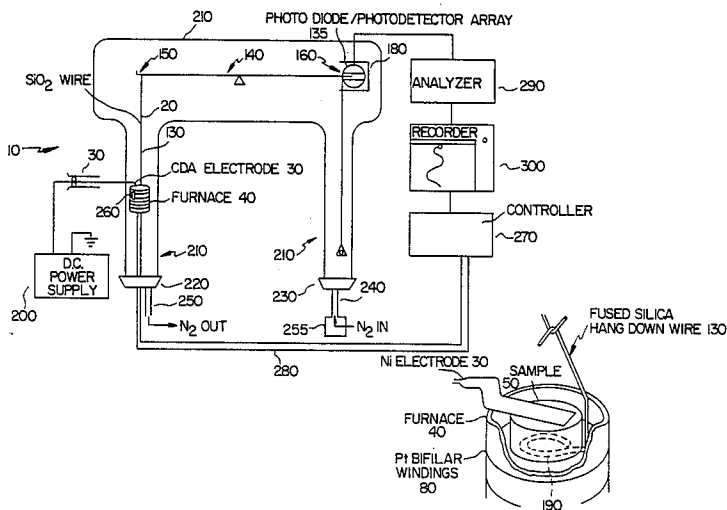 PHOTO DIODE/PHOTODETECTOR ARRAY
210
135
150
140
160
180
ANALYZER
290
SiO2 WIRE
20
10
30
130
CDA ELECTRODE 30
260
FURNACE 40
RECORDER
300
CONTROLLER
270
210
210
D.C.
POWER
SUPPLY
200
220
250
N2 OUT
230
240
255
N2 IN
280
FUSED SILICA
HANG DOWN WIRE 130
Ni ELECTRODE 30
SAMPLE
50
FURNACE
40
Pt BIFILAR
WINDINGS
80
190